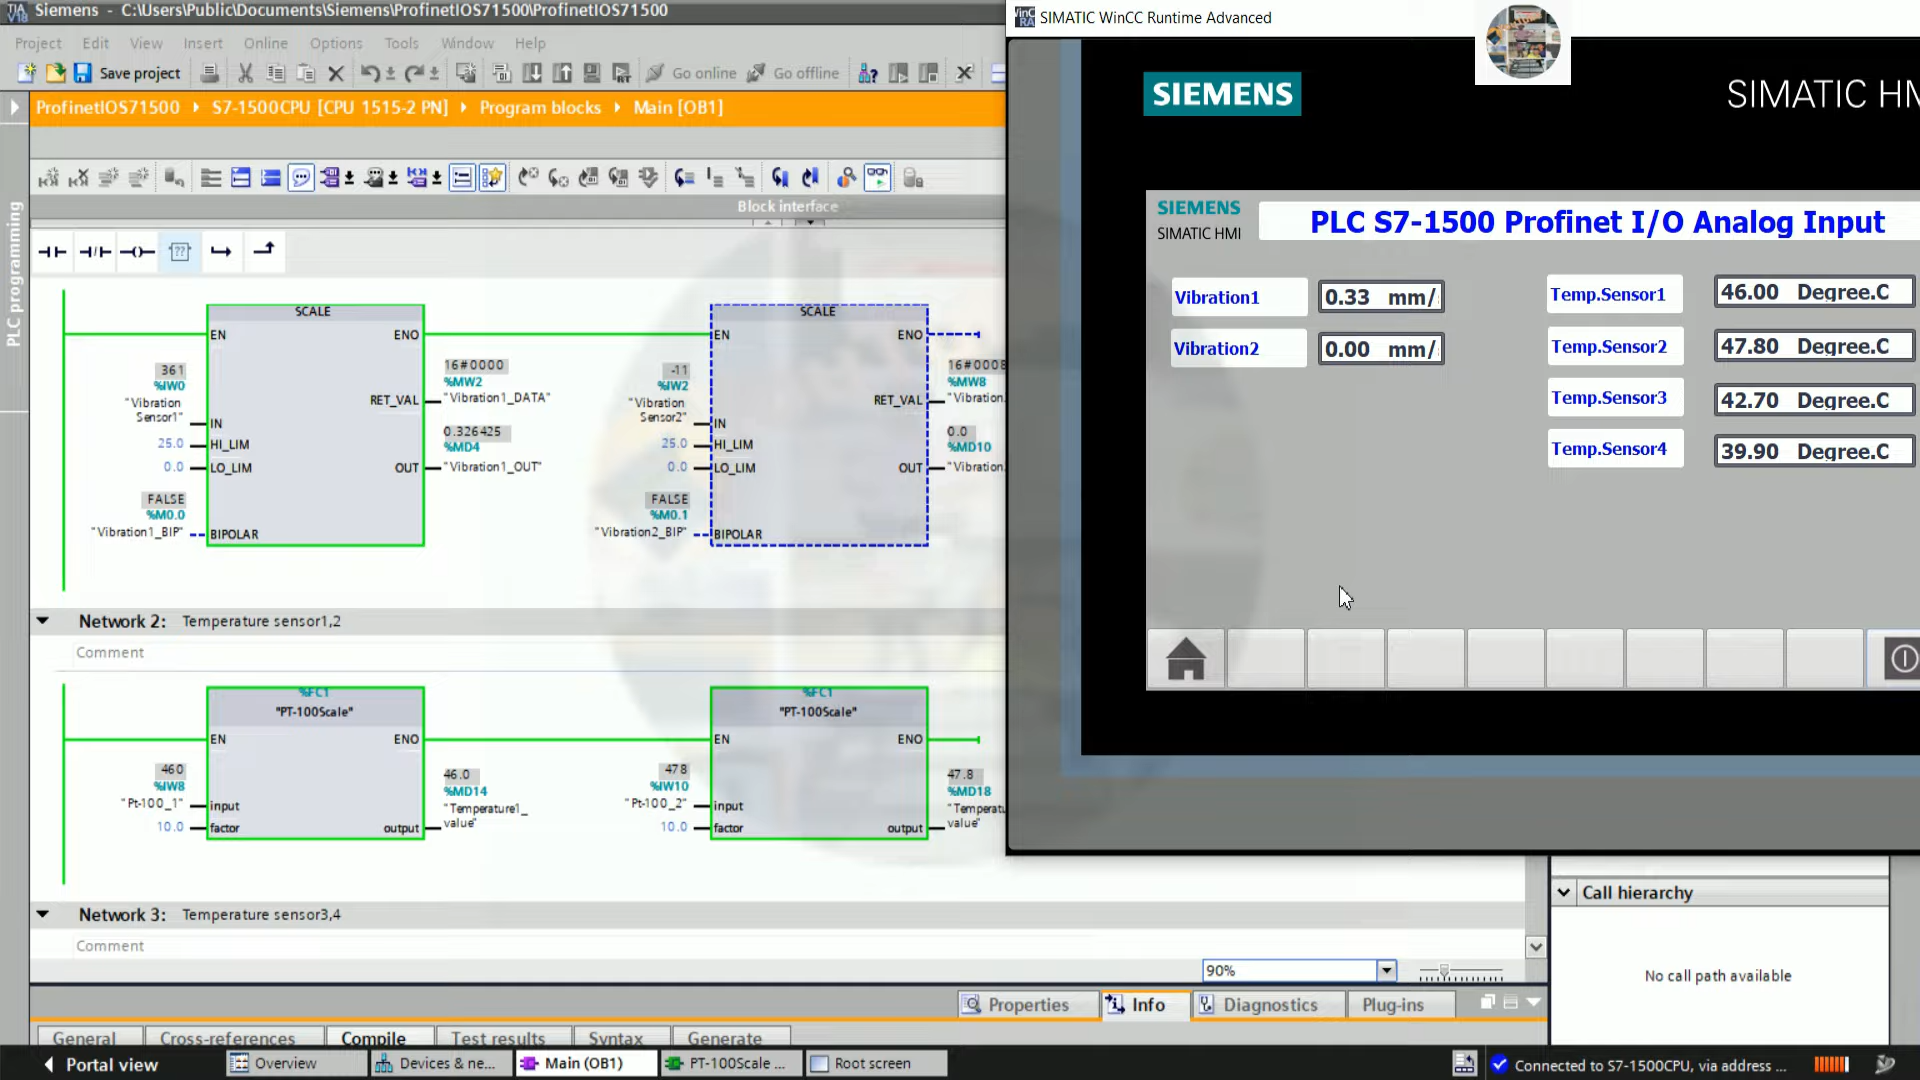 Siemens - C:\Users\Public\Documents\Siemens\ProfinetIOS71500\ProfinetIOS71500
Project Edit View Insert Online Options Tools Window Help
Save project Go online Go offline
ProfinetIOS71500 S7-1500CPU [CPU 1515-2 PN] Program blocks Main [OB1]
PLC programming
Block interface
SCALE
EN ENO
361
%IW0
"Vibration
Sensor1"
IN
25.0 HI_LIM
0.0 LO_LIM
FALSE
%M0.0
"Vibration1_BIP" BIPOLAR
16#0000
%MW2
RET_VAL "Vibration1_DATA"
0.326425
%MD4
OUT "Vibration1_OUT"
SCALE
EN ENO
-11
%IW2
"Vibration
Sensor2"
IN
25.0 HI_LIM
0.0 LO_LIM
FALSE
%M0.1
"Vibration2_BIP" BIPOLAR
16#0008
%MW8
RET_VAL "Vibration
0.0
%MD10
OUT "Vibration
Network 2: Temperature sensor1,2
Comment
%FC1
"PT-100Scale"
EN ENO
460
%IW8
"Pt-100_1" input
10.0 factor
46.0
%MD14
"Temperature1_
value"
output
%FC1
"PT-100Scale"
EN ENO
478
%IW10
"Pt-100_2" input
10.0 factor
47.8
%MD18
"Temperatu
value"
output
Network 3: Temperature sensor3,4
Comment
90%
Properties Info Diagnostics Plug-ins
General Cross-references Compile Test results Syntax Generate
Call hierarchy
No call path available
Portal view Overview Devices & ne... Main (OB1) PT-100Scale ... Root screen
Connected to S7-1500CPU, via address ...
SIMATIC WinCC Runtime Advanced
SIEMENS
SIMATIC HM
SIEMENS
SIMATIC HMI
PLC S7-1500 Profinet I/O Analog Input
Vibration1 0.33 mm/
Vibration2 0.00 mm/
Temp.Sensor1 46.00 Degree.C
Temp.Sensor2 47.80 Degree.C
Temp.Sensor3 42.70 Degree.C
Temp.Sensor4 39.90 Degree.C